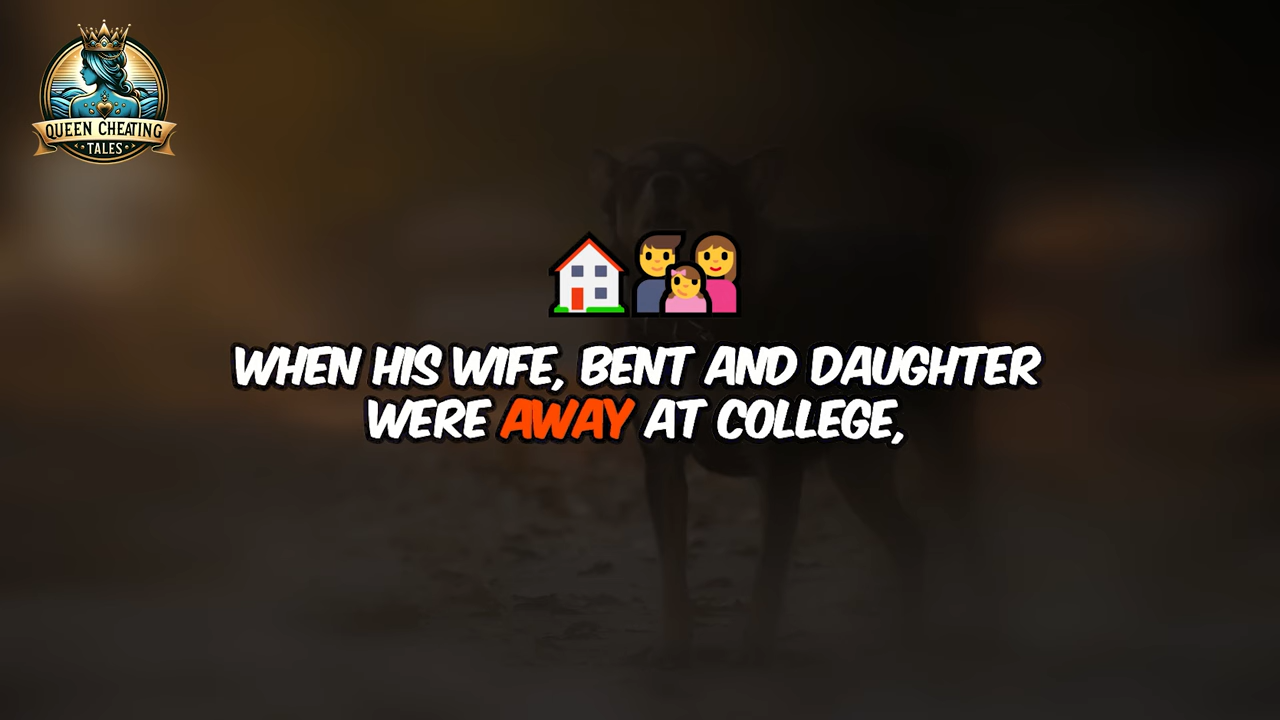 QUEEN CHEATING
TALES
WHEN HIS WIFE, BENT AND DAUGHTER
WERE AWAY AT COLLEGE,